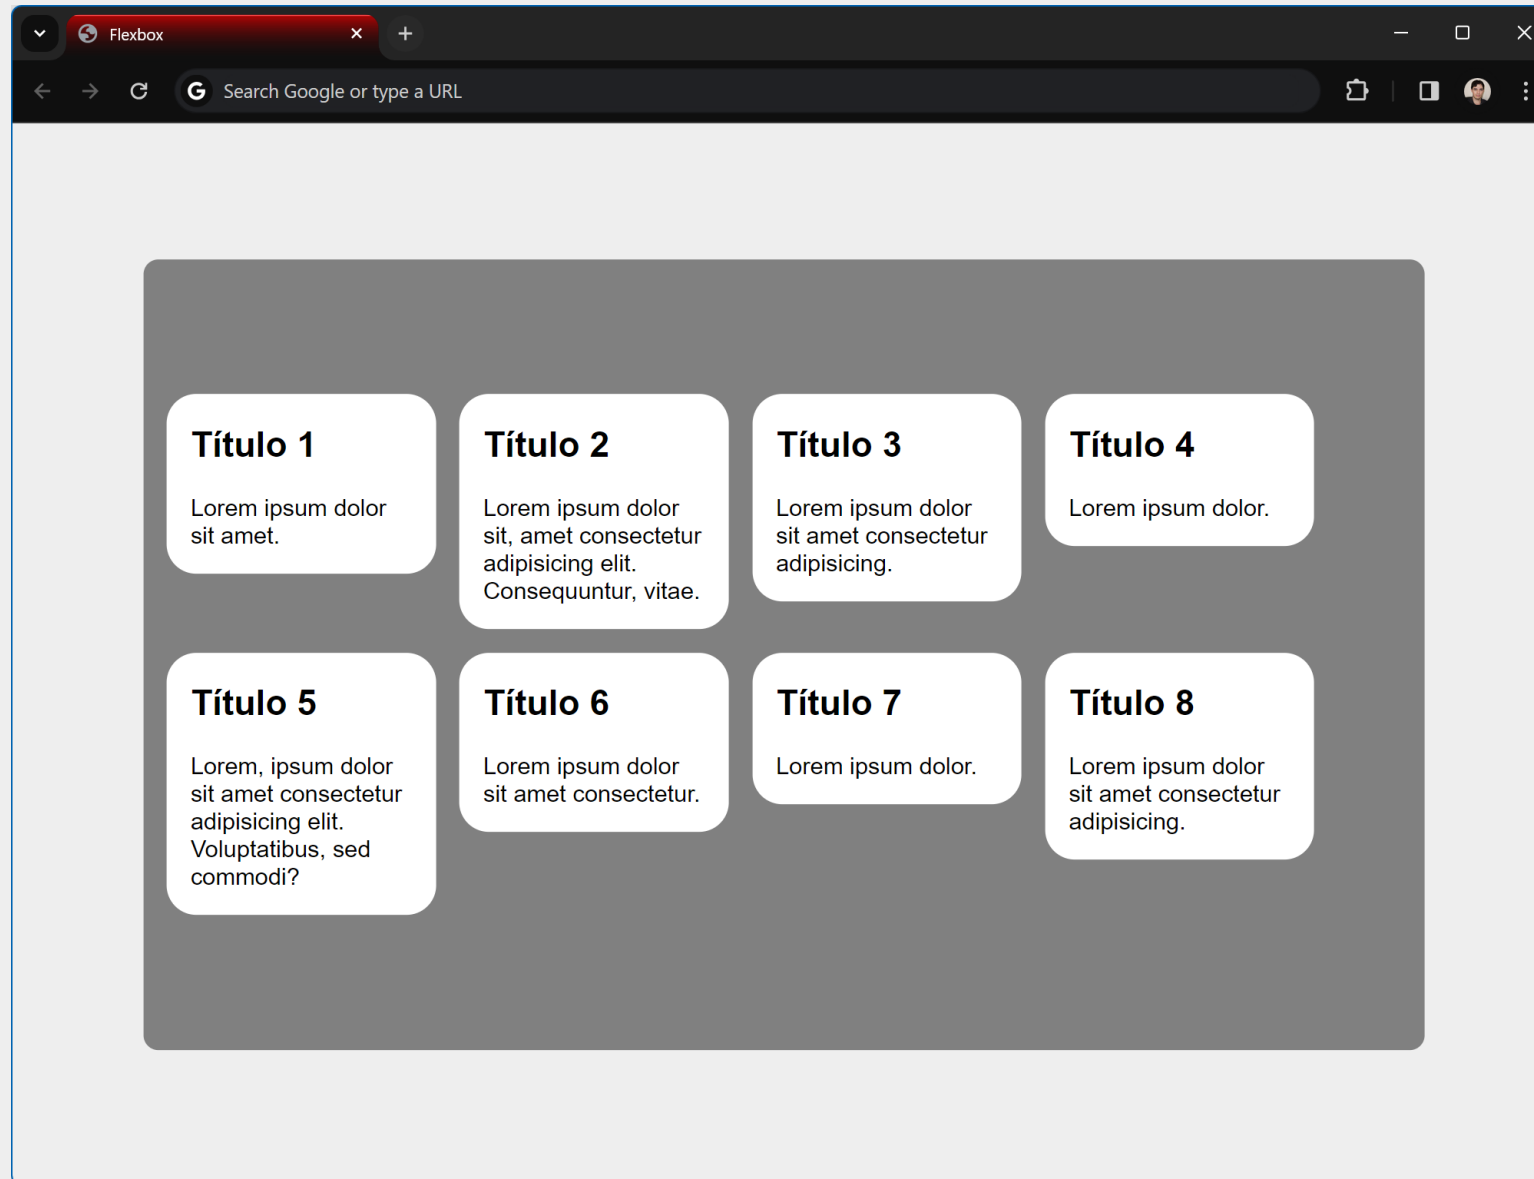 Flexbox
Search Google or type a URL
Título 1
Lorem ipsum dolor
sit amet.
Título 2
Lorem ipsum dolor
sit, amet consectetur
adipisicing elit.
Consequuntur, vitae.
Título 3
Lorem ipsum dolor
sit amet consectetur
adipisicing.
Título 4
Lorem ipsum dolor.
Título 5
Lorem, ipsum dolor
sit amet consectetur
adipisicing elit.
Voluptatibus, sed
commodi?
Título 6
Lorem ipsum dolor
sit amet consectetur.
Título 7
Lorem ipsum dolor.
Título 8
Lorem ipsum dolor
sit amet consectetur
adipisicing.